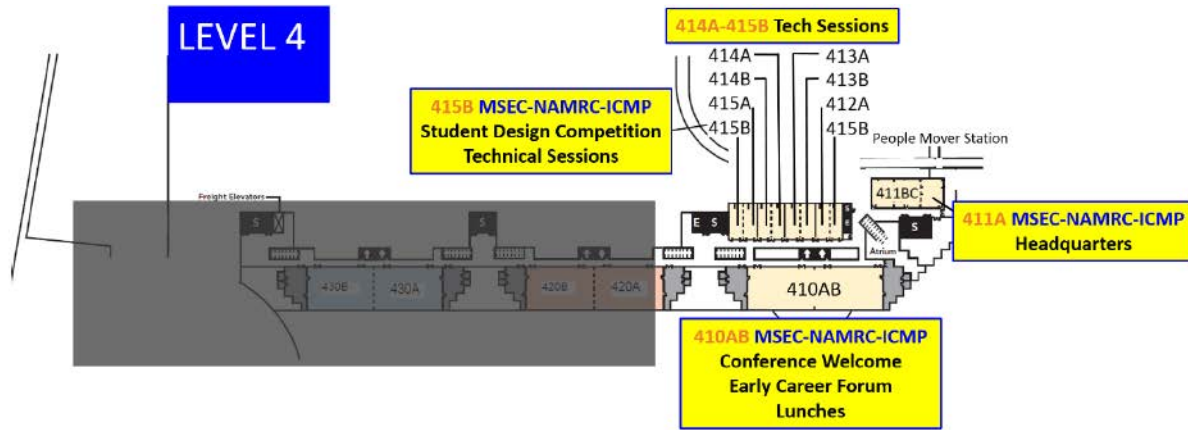 LEVEL 4
414A-415B Tech Sessions
414A
413A
414B
413B
415A
412A
415B
415B
415B MSEC-NAMRC-ICMP
Student Design Competition
Technical Sessions
People Mover Station
411BC
411A MSEC-NAMRC-ICMP
Headquarters
Freight Elevators
S
S
E S
S
E
S
Atrium
430B
430A
420B
420A
410AB
410AB MSEC-NAMRC-ICMP
Conference Welcome
Early Career Forum
Lunches